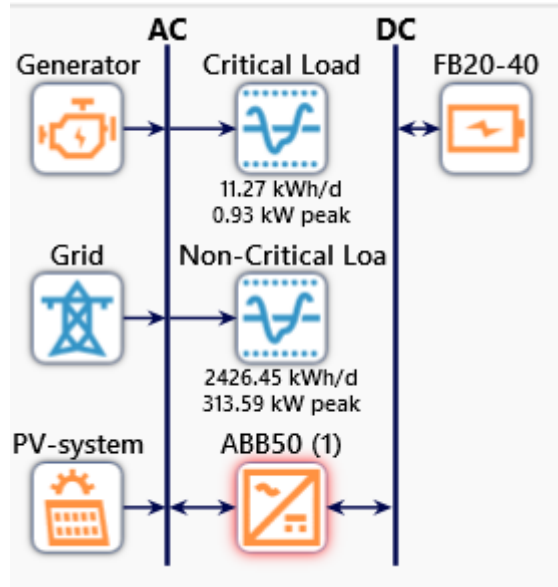 AC DC
Generator Critical Load FB20-40
11.27 kWh/d
0.93 kW peak
Grid Non-Critical Loa
2426.45 kWh/d
313.59 kW peak
PV-system ABB50 (1)